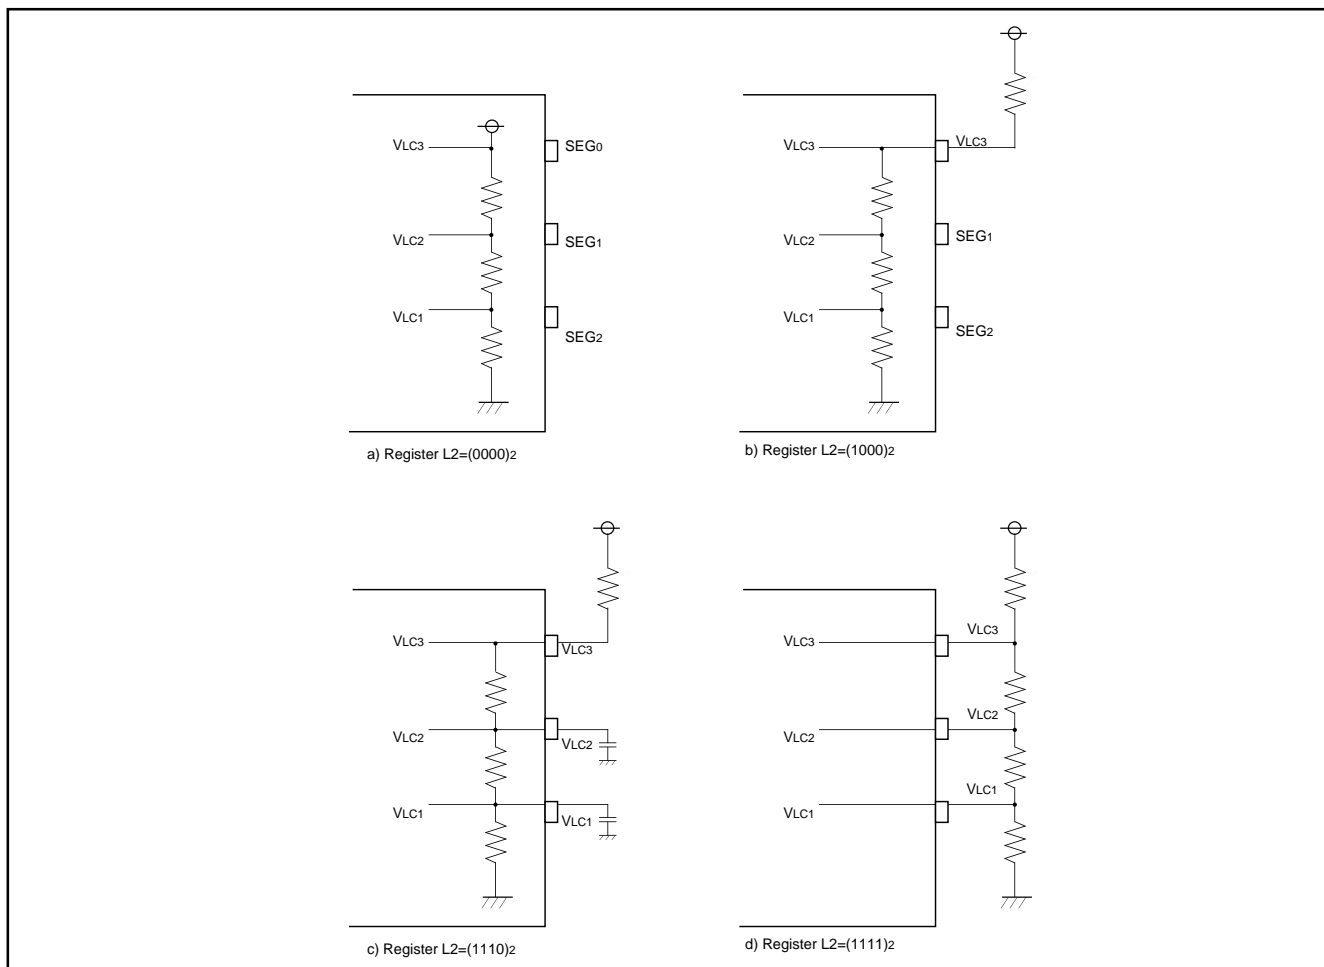 VLC3
SEG0
VLC2
SEG1
VLC1
SEG2
a) Register L2=(0000)2
VLC3
VLC3
VLC2
SEG1
VLC1
SEG2
b) Register L2=(1000)2
VLC3
VLC3
VLC2
VLC2
VLC1
VLC1
c) Register L2=(1110)2
VLC3
VLC3
VLC2
VLC2
VLC1
VLC1
d) Register L2=(1111)2